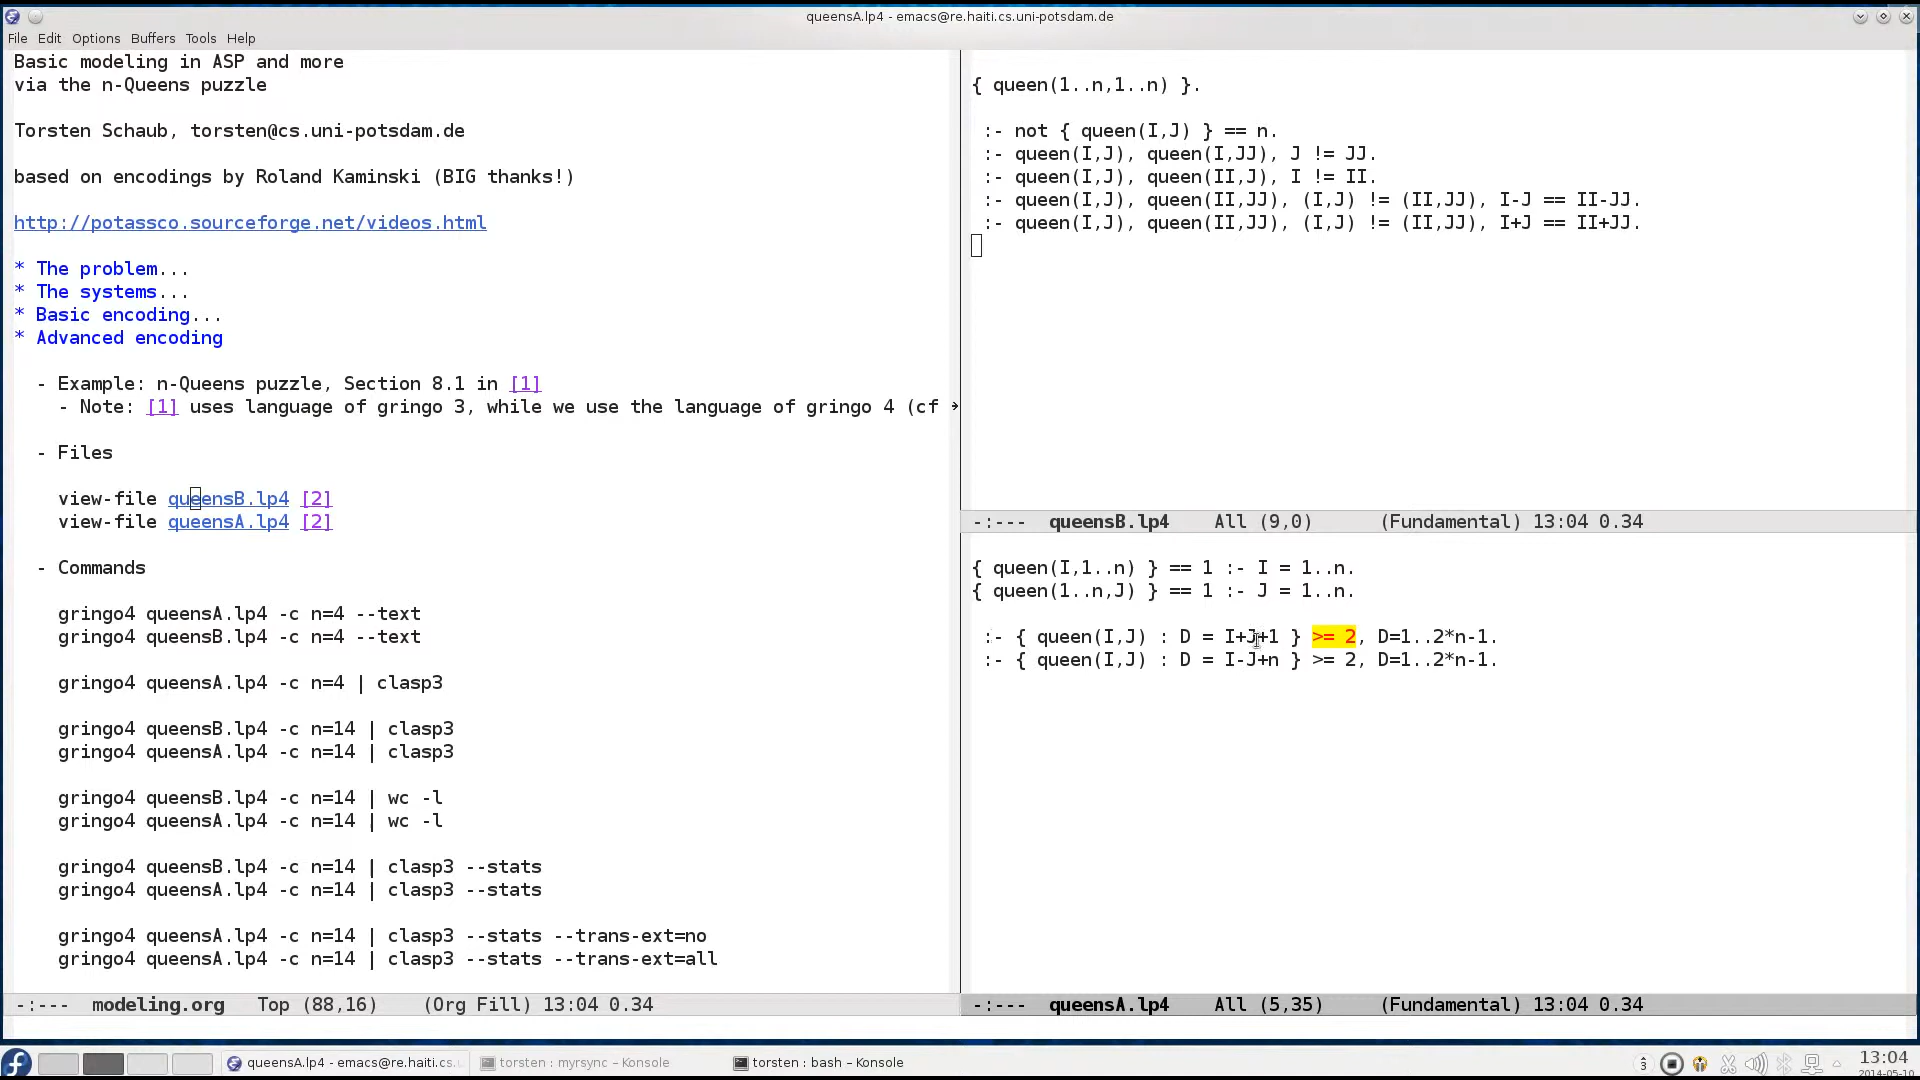 queensA.lp4 - emacs@re.haiti.cs.uni-potsdam.de
File Edit Options Buffers Tools Help
Basic modeling in ASP and more
via the n-Queens puzzle
Torsten Schaub, torsten@cs.uni-potsdam.de
based on encodings by Roland Kaminski (BIG thanks!)
http://potassco.sourceforge.net/videos.html
* The problem...
* The systems...
* Basic encoding...
* Advanced encoding
- Example: n-Queens puzzle, Section 8.1 in [1]
- Note: [1] uses language of gringo 3, while we use the language of gringo 4 (cf
- Files
view-file queensB.lp4 [2]
view-file queensA.lp4 [2]
- Commands
gringo4 queensA.lp4 -c n=4 --text
gringo4 queensB.lp4 -c n=4 --text
gringo4 queensA.lp4 -c n=4 | clasp3
gringo4 queensB.lp4 -c n=14 | clasp3
gringo4 queensA.lp4 -c n=14 | clasp3
gringo4 queensB.lp4 -c n=14 | wc -l
gringo4 queensA.lp4 -c n=14 | wc -l
gringo4 queensB.lp4 -c n=14 | clasp3 --stats
gringo4 queensA.lp4 -c n=14 | clasp3 --stats
gringo4 queensA.lp4 -c n=14 | clasp3 --stats --trans-ext=no
gringo4 queensA.lp4 -c n=14 | clasp3 --stats --trans-ext=all
-:--- modeling.org Top (88,16) (Org Fill) 13:04 0.34
{ queen(1..n,1..n) }.
:- not { queen(I,J) } == n.
:- queen(I,J), queen(I,JJ), J != JJ.
:- queen(I,J), queen(II,J), I != II.
:- queen(I,J), queen(II,JJ), (I,J) != (II,JJ), I-J == II-JJ.
:- queen(I,J), queen(II,JJ), (I,J) != (II,JJ), I+J == II+JJ.
-:--- queensB.lp4 All (9,0) (Fundamental) 13:04 0.34
{ queen(I,1..n) } == 1 :- I = 1..n.
{ queen(1..n,J) } == 1 :- J = 1..n.
:- { queen(I,J) : D = I+J+1 } >= 2, D=1..2*n-1.
:- { queen(I,J) : D = I-J+n } >= 2, D=1..2*n-1.
-:--- queensA.lp4 All (5,35) (Fundamental) 13:04 0.34
queensA.lp4 - emacs@re.haiti.cs.u
torsten : myrsync – Konsole
torsten : bash – Konsole
3
13:04
2014-05-10